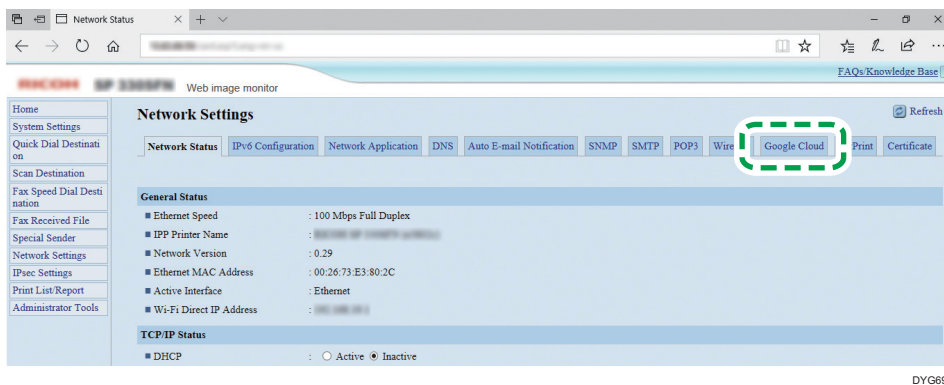 Network Status
FAQs/Knowledge Base
Web image monitor
Home
System Settings
Quick Dial Destinati
on
Scan Destination
Fax Speed Dial Desti
nation
Fax Received File
Special Sender
Network Settings
IPsec Settings
Print List/Report
Administrator Tools
Network Settings
Refresh
Network Status IPv6 Configuration Network Application DNS Auto E-mail Notification SNMP SMTP POP3 Google Cloud Print Certificate
General Status
Ethernet Speed : 100 Mbps Full Duplex
IPP Printer Name :
Network Version : 0.29
Ethernet MAC Address : 00:26:73:E3:80:2C
Active Interface : Ethernet
Wi-Fi Direct IP Address :
TCP/IP Status
DHCP : Active Inactive